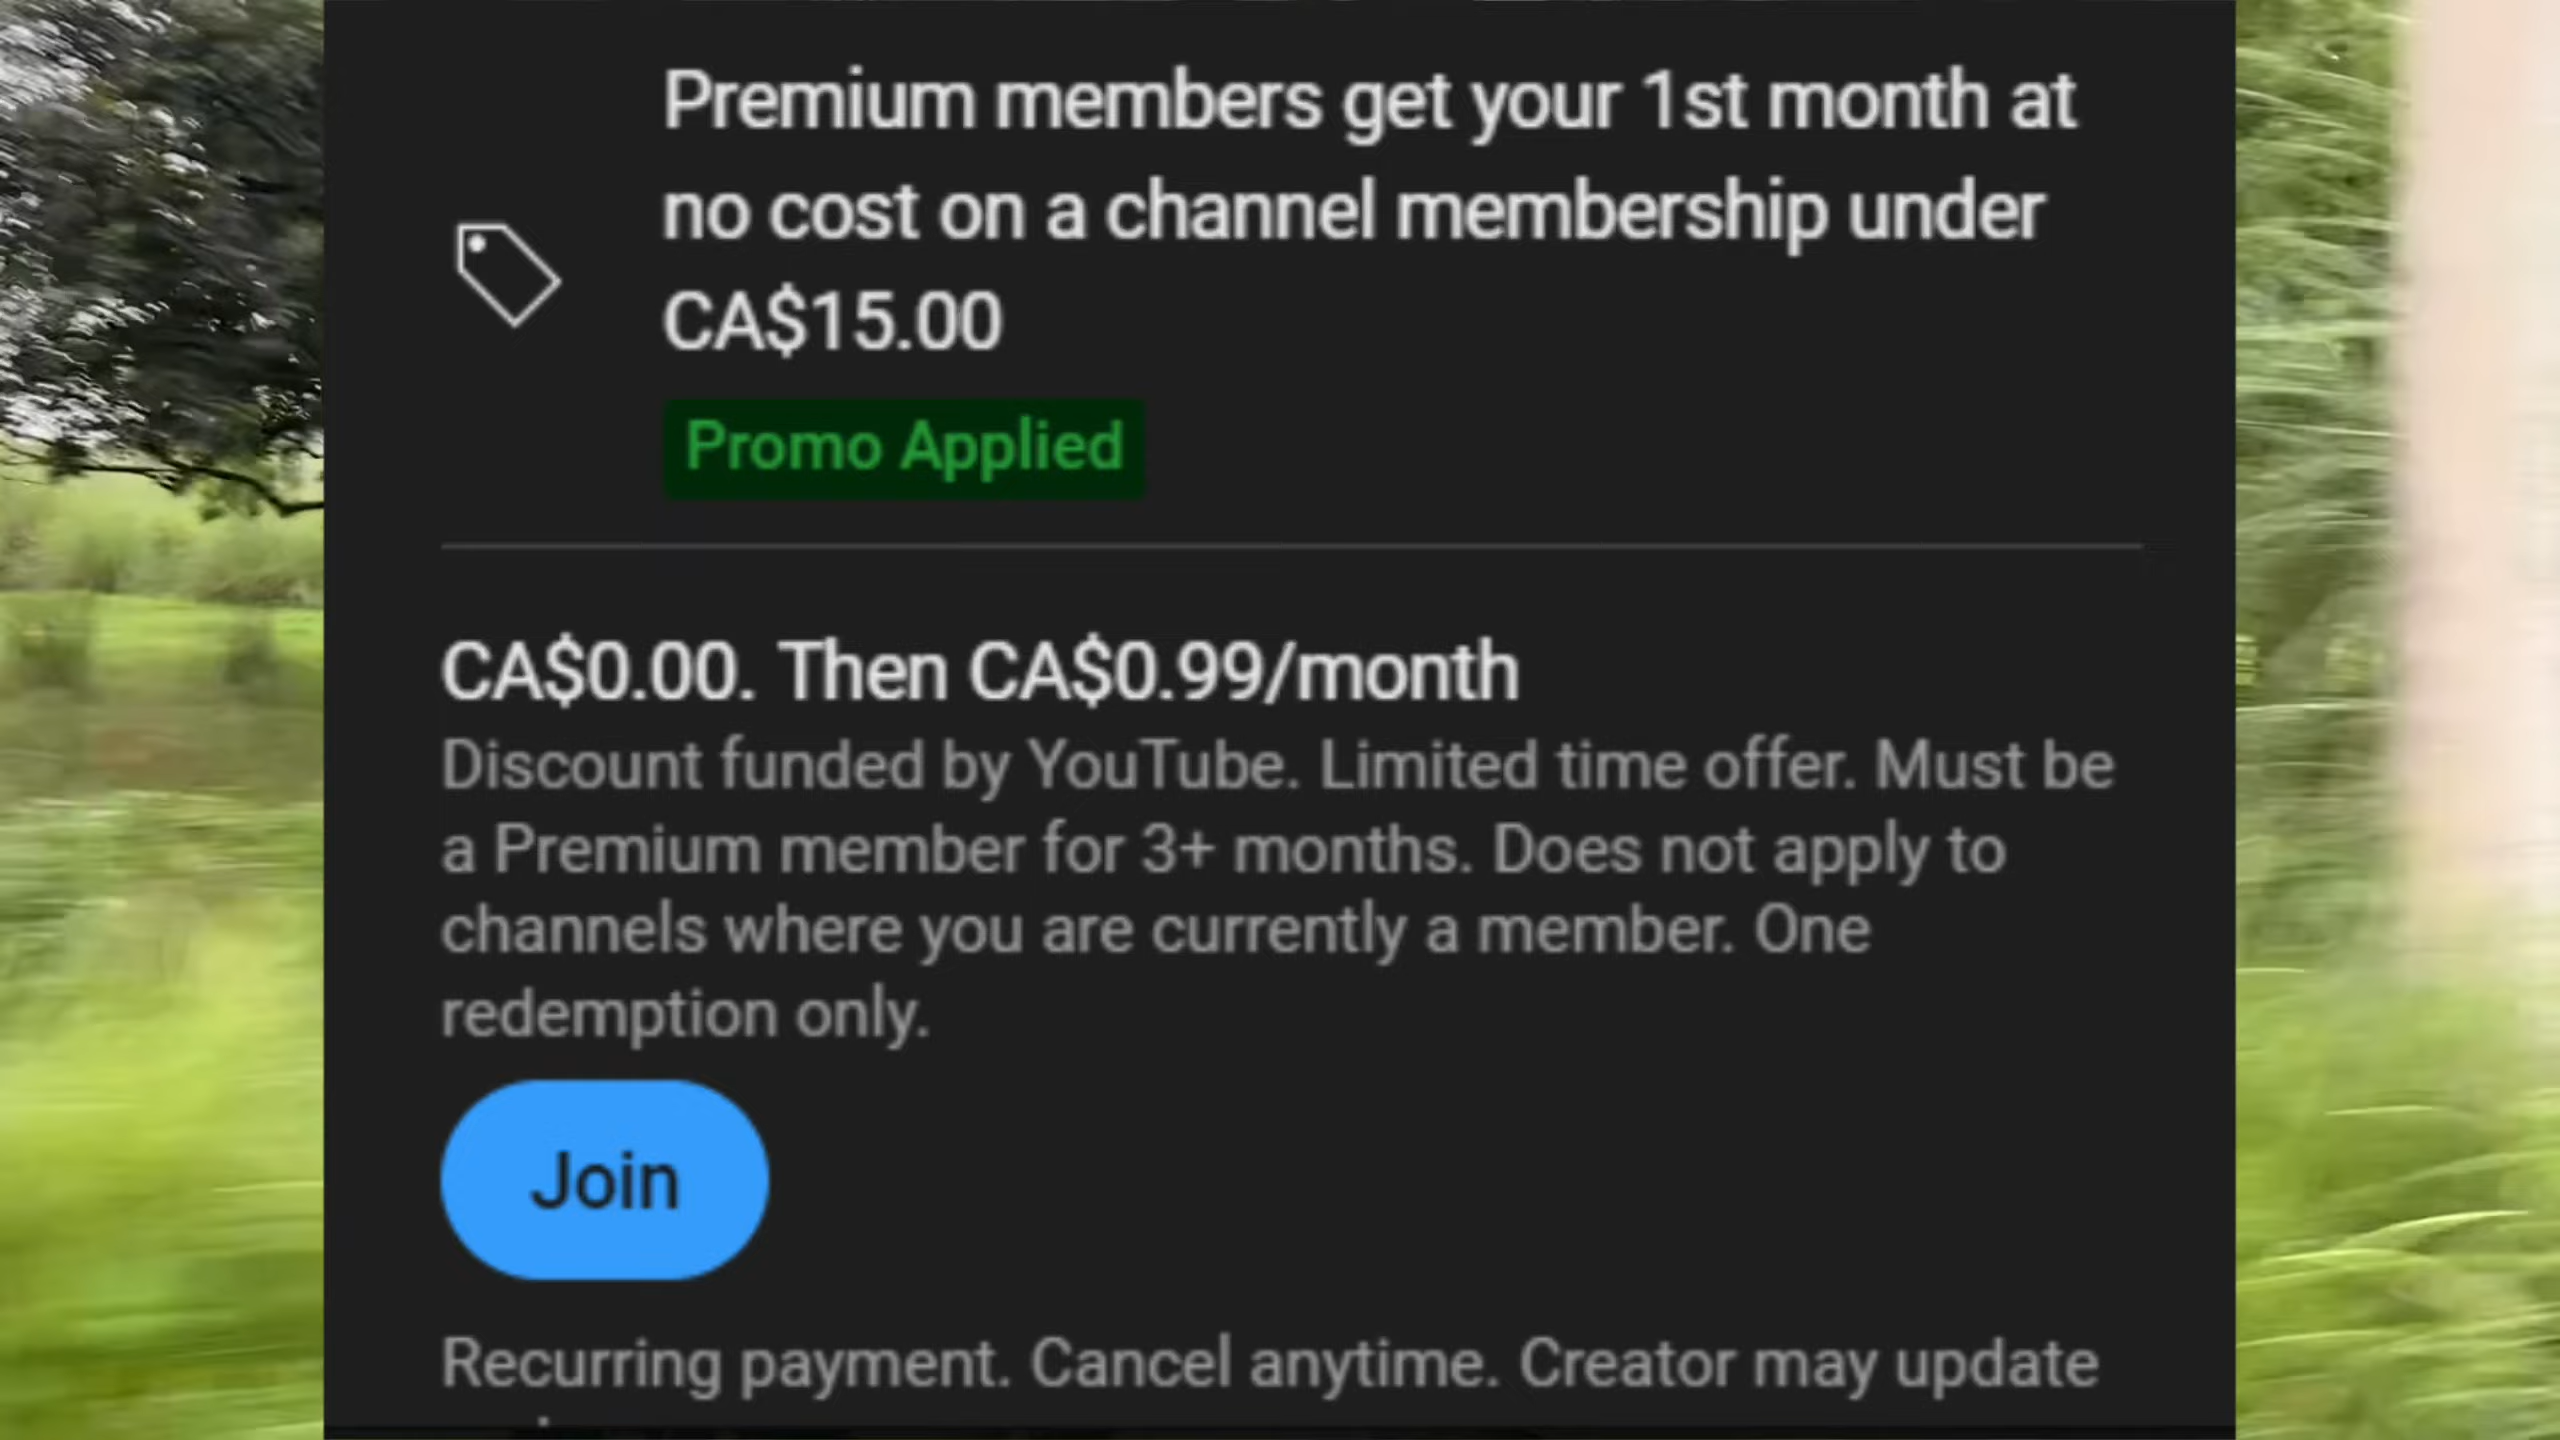 Premium members get your 1st month at
no cost on a channel membership under
CA$15.00
Promo Applied
CA$0.00. Then CA$0.99/month
Discount funded by YouTube. Limited time offer. Must be
a Premium member for 3+ months. Does not apply to
channels where you are currently a member. One
redemption only.
Join
Recurring payment. Cancel anytime. Creator may update